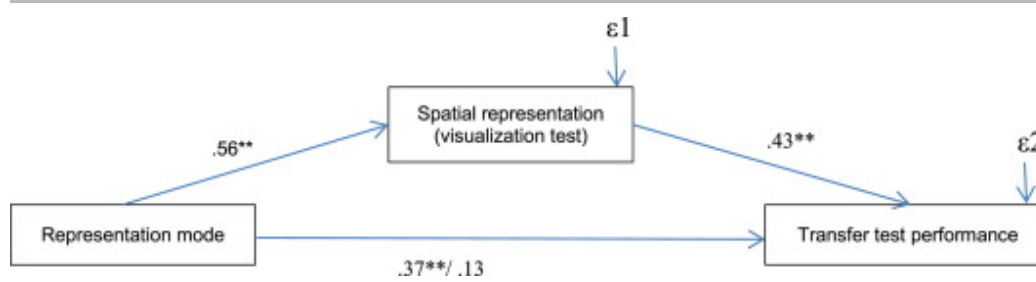 ε1
Spatial representation
(visualization test)
.56**
.43**
ε2
Representation mode
Transfer test performance
.37**/ .13